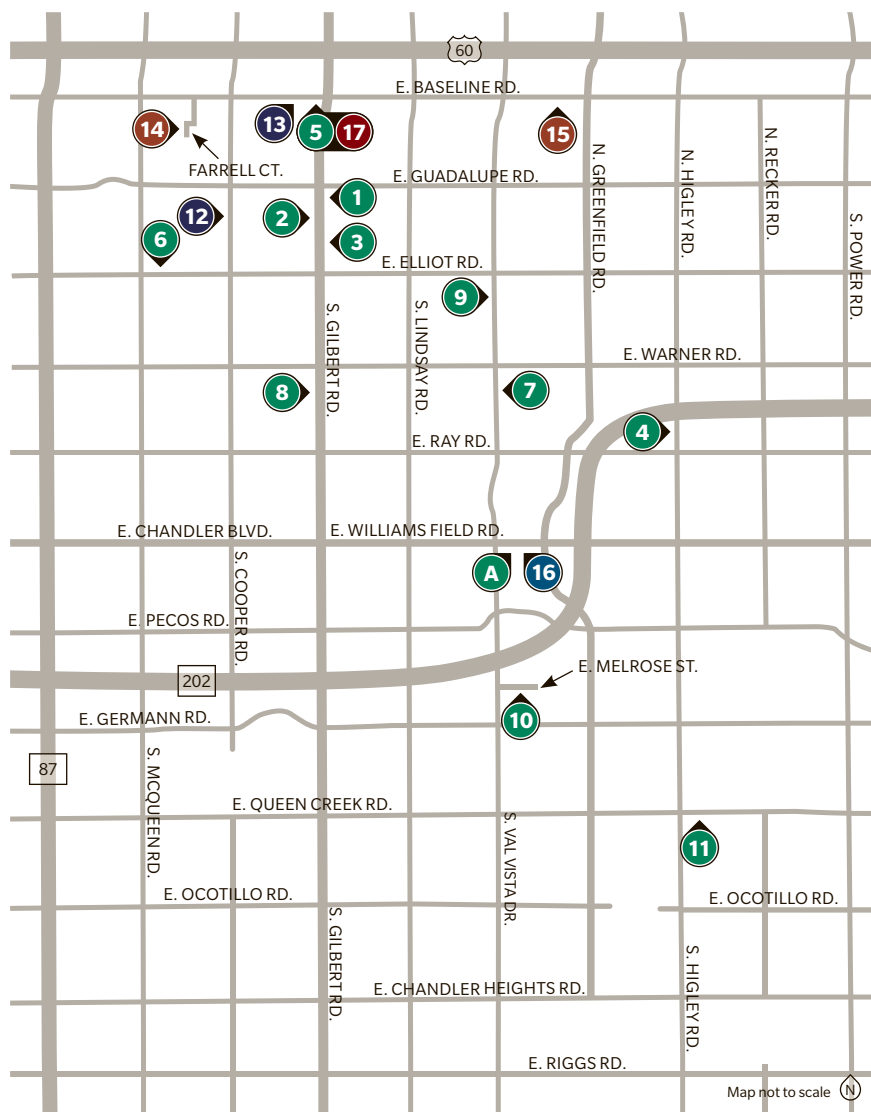 60
E. BASELINE RD.
14
13
5
17
15
FARRELL CT.
E. GUADALUPE RD.
N. GREENFIELD RD.
N. HIGLEY RD.
N. RECKER RD.
S. POWER RD.
1
12
2
6
3
E. ELLIOT RD.
9
S. GILBERT RD.
S. LINDSAY RD.
E. WARNER RD.
8
7
4
E. RAY RD.
E. CHANDLER BLVD.
E. WILLIAMS FIELD RD.
S. COOPER RD.
A
16
E. PECOS RD.
E. MELROSE ST.
202
E. GERMANN RD.
10
87
S. MCQUEEN RD.
E. QUEEN CREEK RD.
S. VAL VISTA DR.
11
E. OCOTILLO RD.
E. OCOTILLO RD.
S. GILBERT RD.
S. HIGLEY RD.
E. CHANDLER HEIGHTS RD.
E. RIGGS RD.
Map not to scale
N